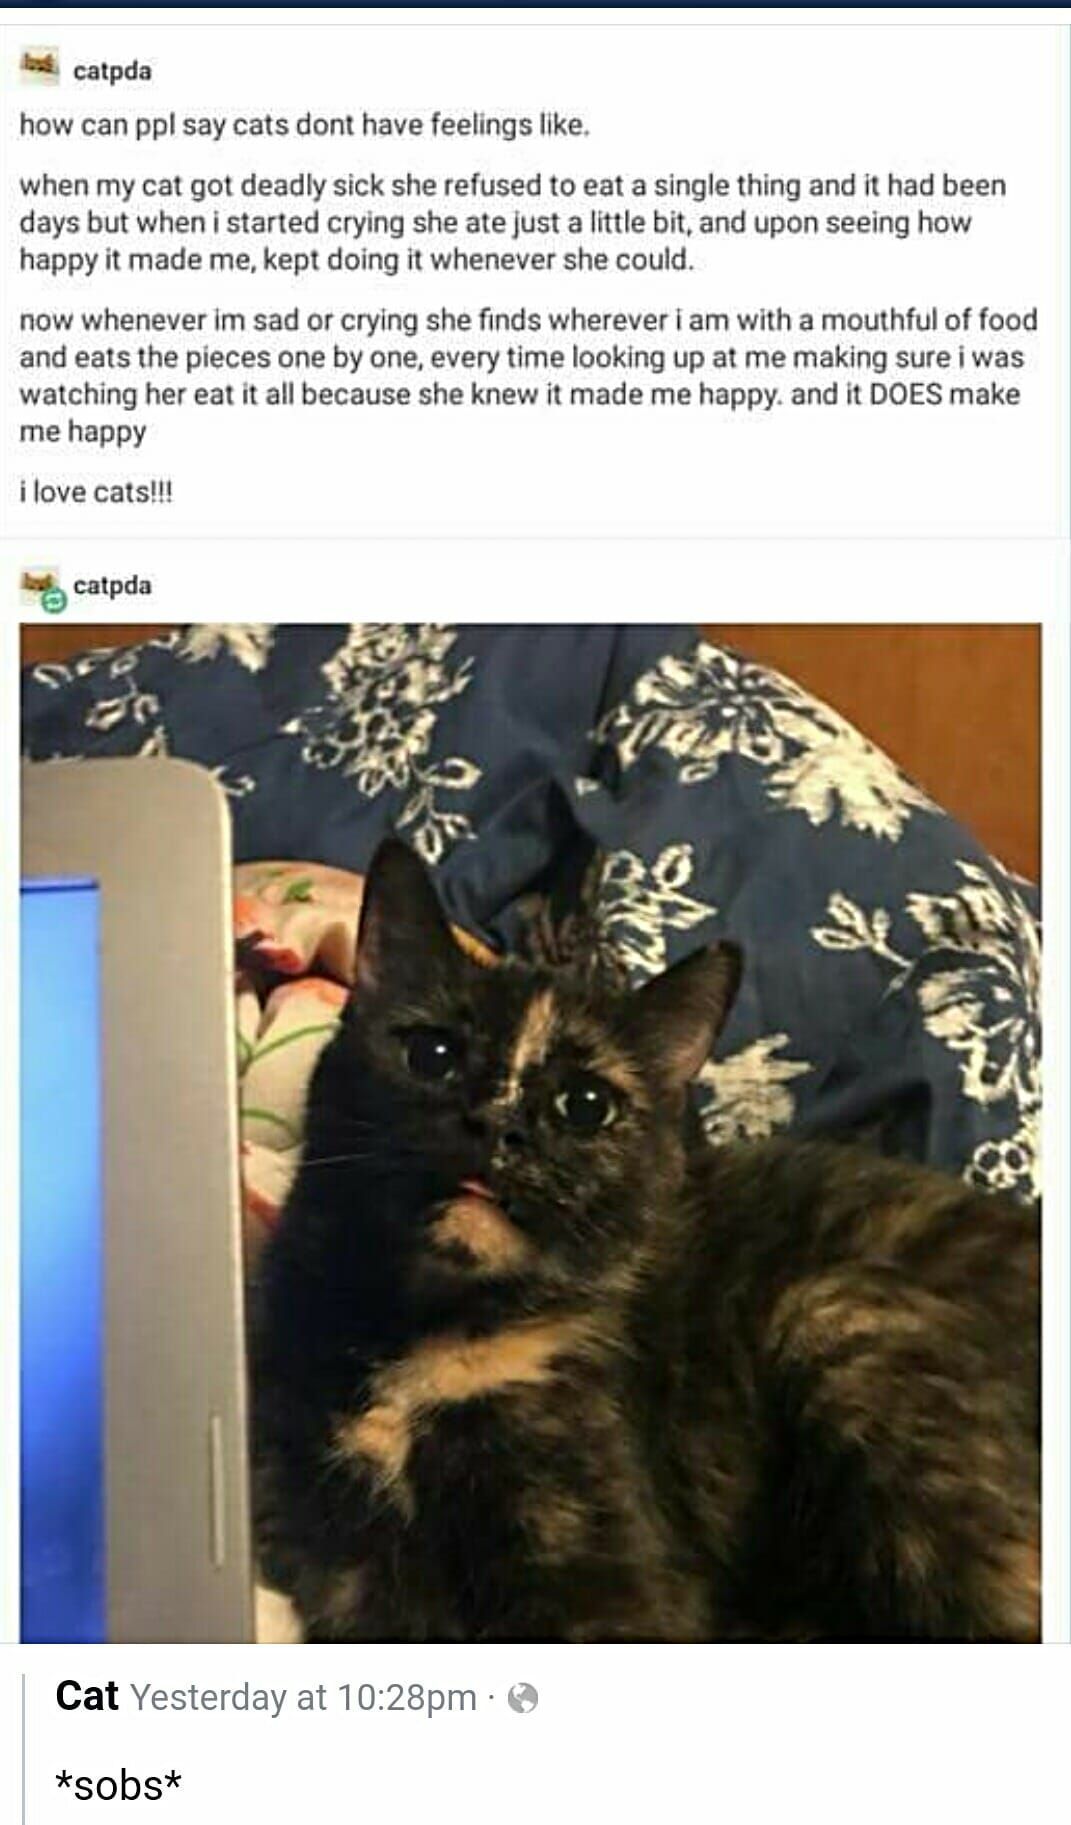 catpda
how can ppl say cats dont have feelings like.
when my cat got deadly sick she refused to eat a single thing and it had been
days but when i started crying she ate just a little bit, and upon seeing how
happy it made me, kept doing it whenever she could.
now whenever im sad or crying she finds wherever i am with a mouthful of food
and eats the pieces one by one, every time looking up at me making sure i was
watching her eat it all because she knew it made me happy. and it DOES make
me happy
i love cats!!!
catpda
Cat Yesterday at 10:28pm ·
*sobs*